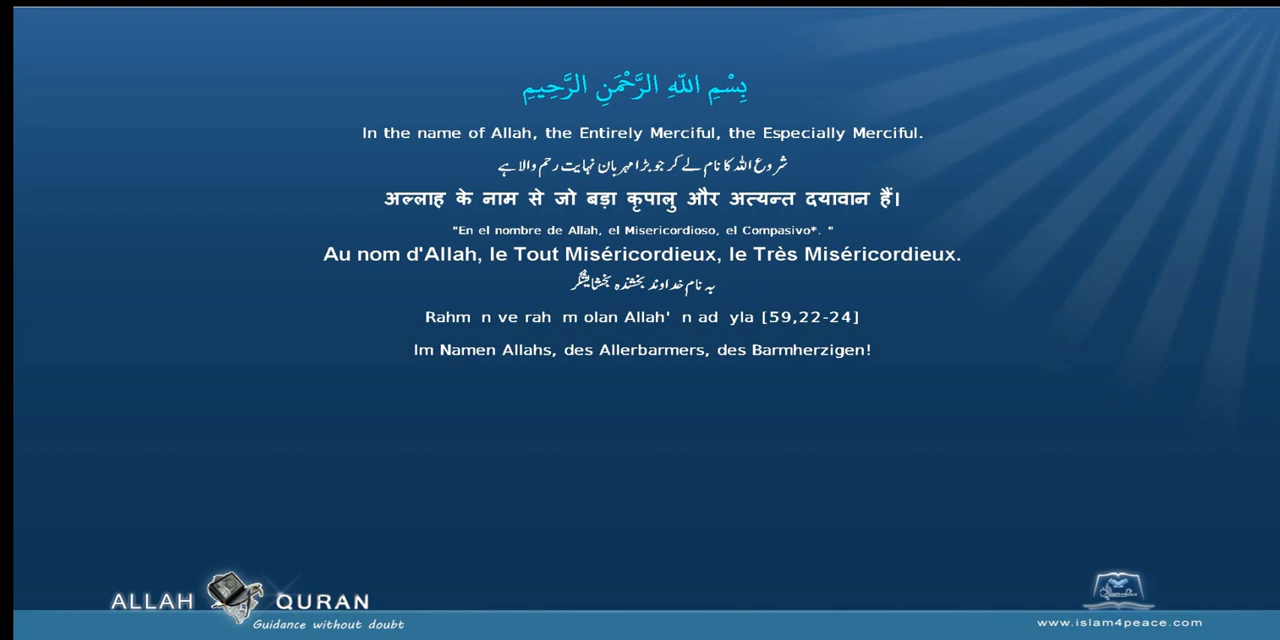 بِسْمِ اللّٰهِ الرَّحْمَنِ الرَّحِيمِ
In the name of Allah, the Entirely Merciful, the Especially Merciful.
شروع اللہ کا نام لے کر جو بڑا مہربان نہایت رحم والا ہے
अल्लाह के नाम से जो बड़ा कृपालु और अत्यन्त दयावान हैं।
"En el nombre de Allah, el Misericordioso, el Compasivo*. "
Au nom d'Allah, le Tout Miséricordieux, le Très Miséricordieux.
به نام خداوند بخشنده بخشایشگر
Rahm n ve rah m olan Allah' n ad yla [59,22-24]
Im Namen Allahs, des Allerbarmers, des Barmherzigen!
ALLAH QURAN
Guidance without doubt
www.islam4peace.com